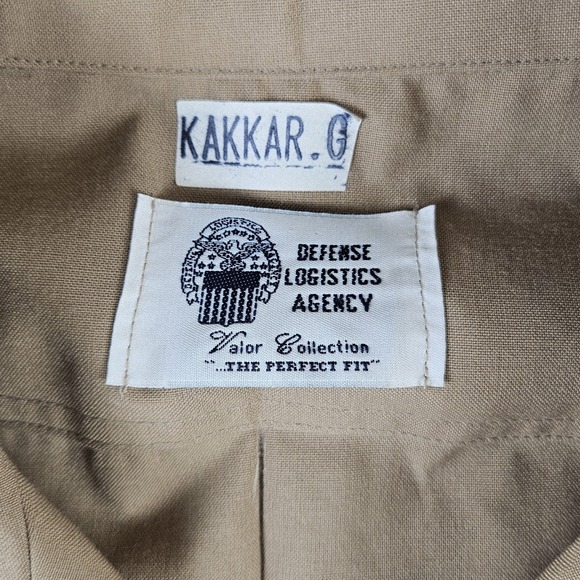 KAKKAR.G
DEFENSE
LOGISTICS
AGENCY
Valor Collection
"...THE PERFECT FIT"